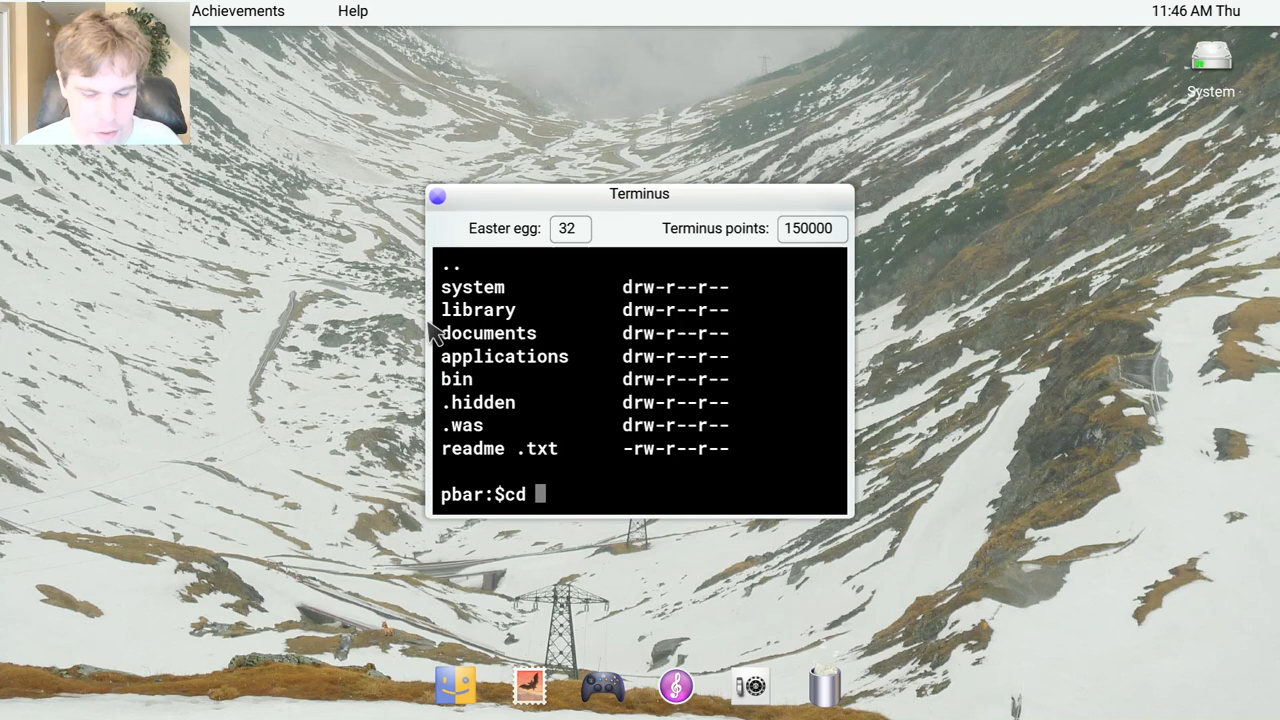 Achievements Help 11:46 AM Thu
System
Terminus
Easter egg: 32 Terminus points: 150000
..
system drw-r--r--
library drw-r--r--
documents drw-r--r--
applications drw-r--r--
bin drw-r--r--
.hidden drw-r--r--
.was drw-r--r--
readme .txt -rw-r--r--
pbar:$cd